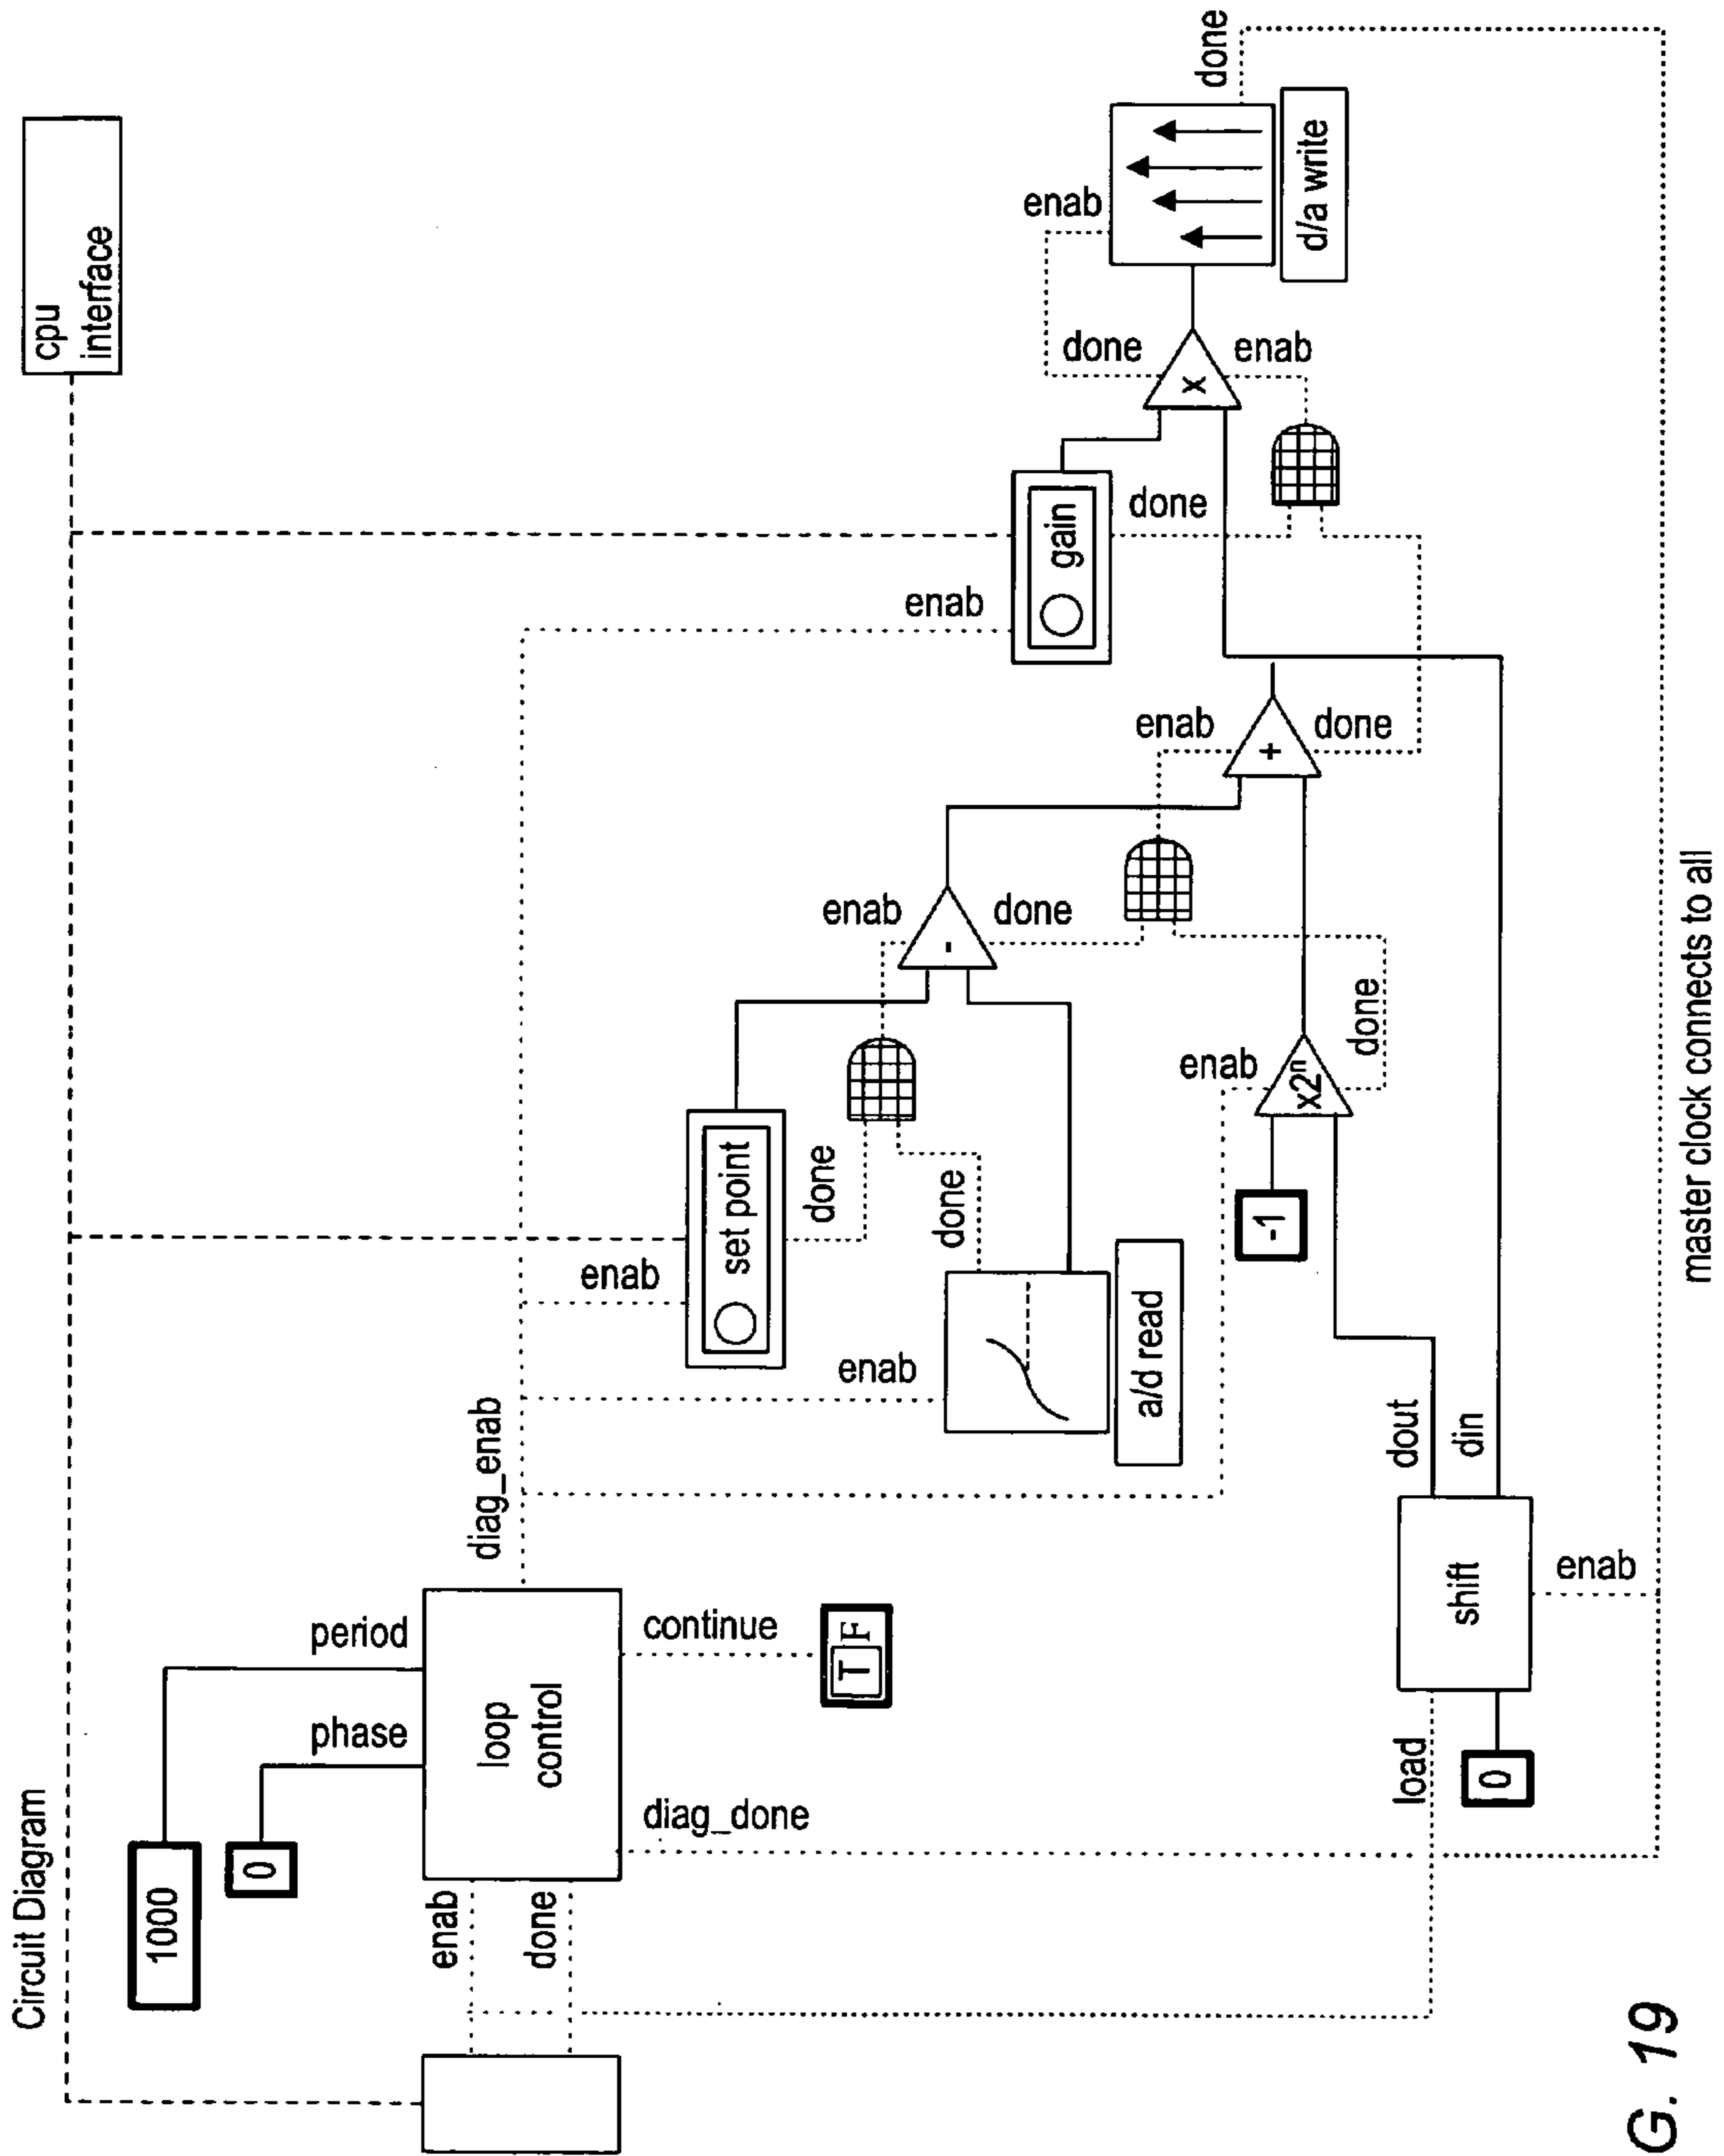 Circuit Diagram
cpu
interface
1000
0
phase
period
enab
done
loop
control
diag_enab
continue
T F
diag_done
enab
set point
done
enab
a/d read
done
enab
-
done
enab
gain
done
enab
+
done
-1
enab
x2ⁿ
done
done
x
enab
enab
done
d/a write
load
0
shift
dout
din
enab
master clock connects to all
G. 19